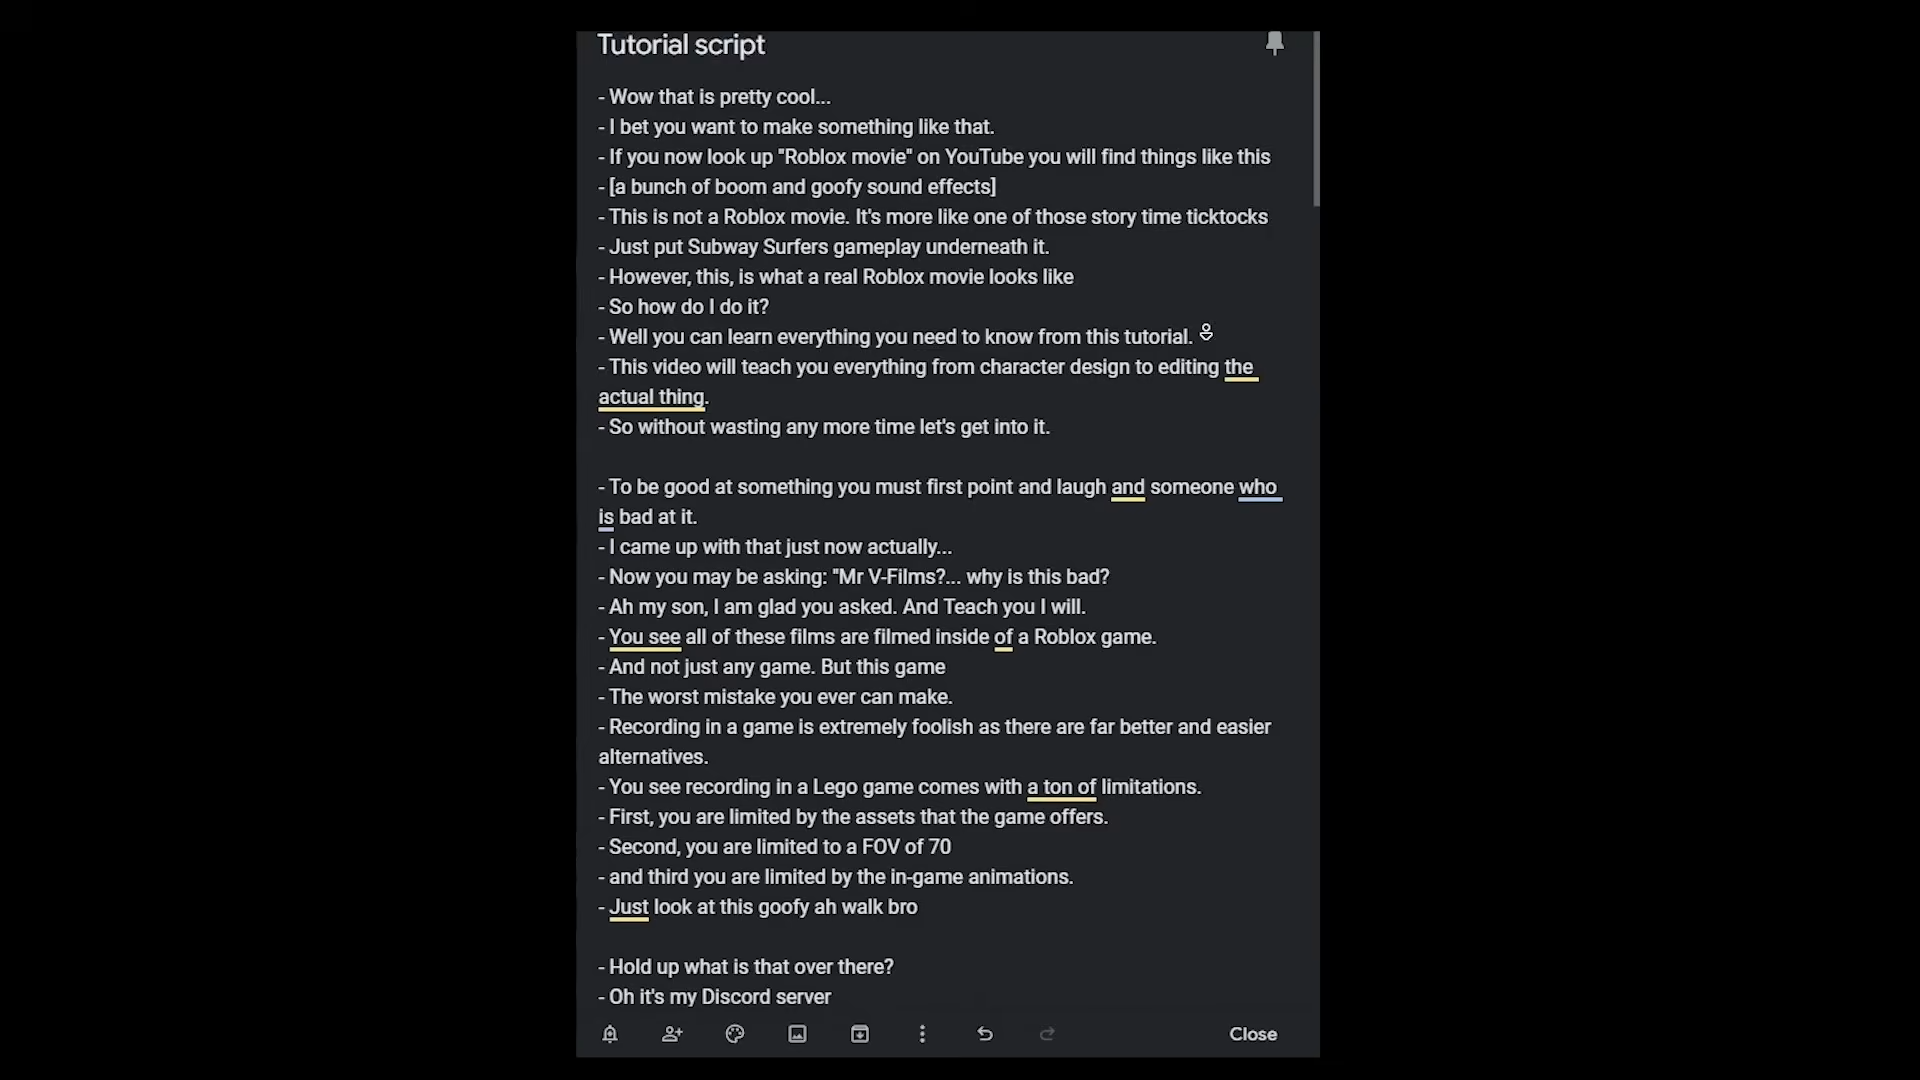 Tutorial script
- Wow that is pretty cool...
- I bet you want to make something like that.
- If you now look up "Roblox movie" on YouTube you will find things like this
- [a bunch of boom and goofy sound effects]
- This is not a Roblox movie. It's more like one of those story time ticktocks
- Just put Subway Surfers gameplay underneath it.
- However, this, is what a real Roblox movie looks like
- So how do I do it?
- Well you can learn everything you need to know from this tutorial.
- This video will teach you everything from character design to editing the
actual thing.
- So without wasting any more time let's get into it.
- To be good at something you must first point and laugh and someone who
is bad at it.
- I came up with that just now actually...
- Now you may be asking: "Mr V-Films?... why is this bad?
- Ah my son, I am glad you asked. And Teach you I will.
- You see all of these films are filmed inside of a Roblox game.
- And not just any game. But this game
- The worst mistake you ever can make.
- Recording in a game is extremely foolish as there are far better and easier
alternatives.
- You see recording in a Lego game comes with a ton of limitations.
- First, you are limited by the assets that the game offers.
- Second, you are limited to a FOV of 70
- and third you are limited by the in-game animations.
- Just look at this goofy ah walk bro
- Hold up what is that over there?
- Oh it's my Discord server
Close